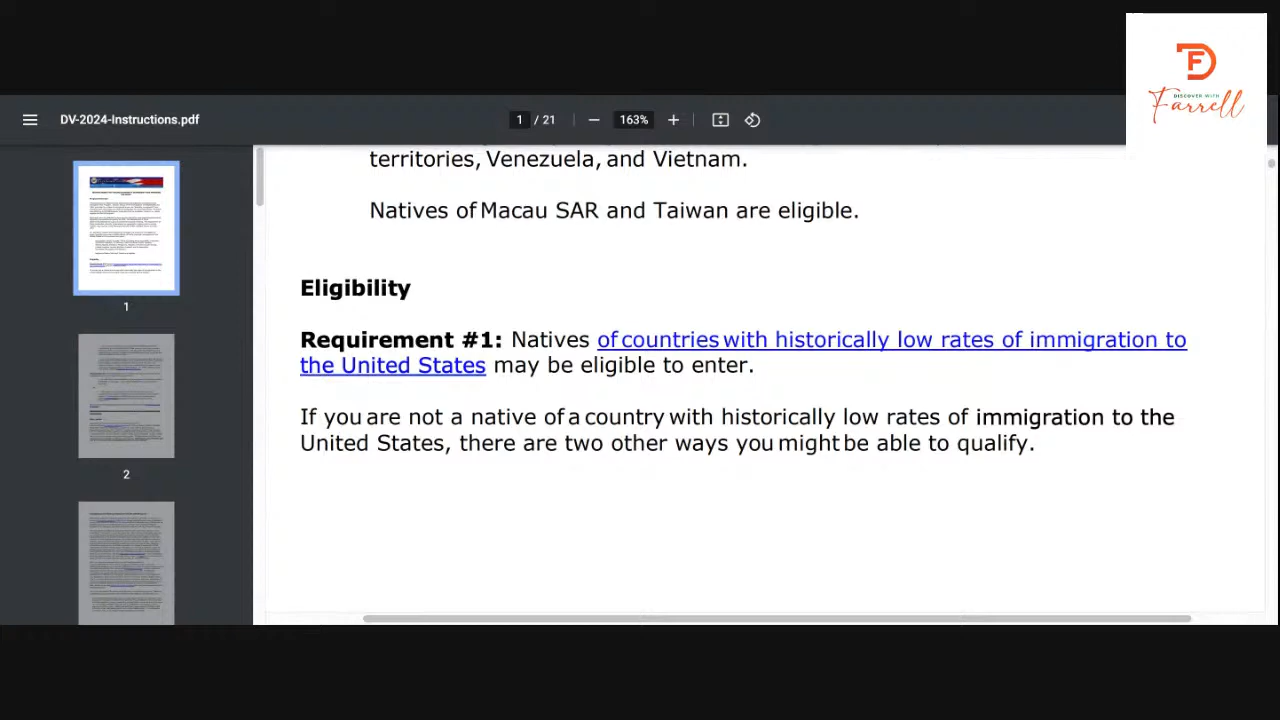 DISCOVER WITH
Farrell
DV-2024-Instructions.pdf
1 / 21
163%
territories, Venezuela, and Vietnam.
Natives of Macau SAR and Taiwan are eligible.
Eligibility
Requirement #1: Natives of countries with historically low rates of immigration to
the United States may be eligible to enter.
If you are not a native of a country with historically low rates of immigration to the
United States, there are two other ways you might be able to qualify.
1
2